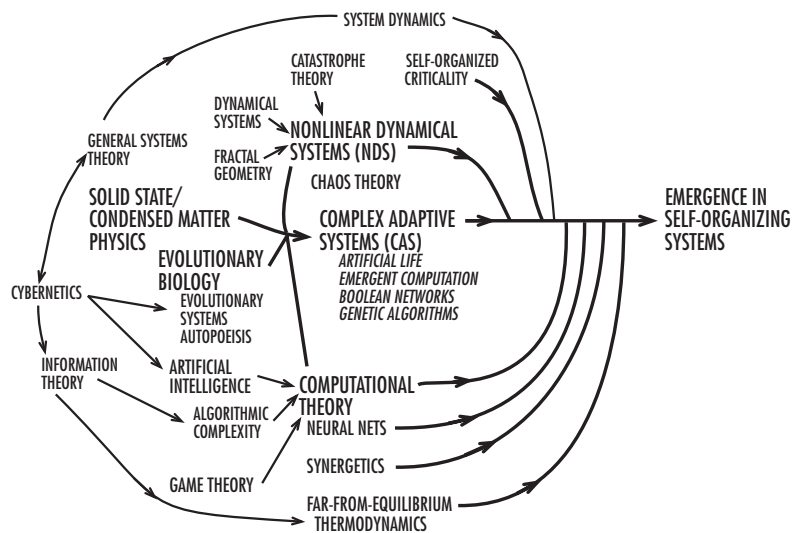 SYSTEM DYNAMICS
CATASTROPHE
THEORY
SELF-ORGANIZED
CRITICALITY
DYNAMICAL
SYSTEMS
NONLINEAR DYNAMICAL
SYSTEMS (NDS)
GENERAL SYSTEMS
THEORY
FRACTAL
GEOMETRY
CHAOS THEORY
SOLID STATE/
CONDENSED MATTER
PHYSICS
COMPLEX ADAPTIVE
SYSTEMS (CAS)
ARTIFICIAL LIFE
EMERGENT COMPUTATION
BOOLEAN NETWORKS
GENETIC ALGORITHMS
EMERGENCE IN
SELF-ORGANIZING
SYSTEMS
EVOLUTIONARY
BIOLOGY
CYBERNETICS
EVOLUTIONARY
SYSTEMS
AUTOPOEISIS
INFORMATION
THEORY
ARTIFICIAL
INTELLIGENCE
COMPUTATIONAL
THEORY
ALGORITHMIC
COMPLEXITY
NEURAL NETS
SYNERGETICS
GAME THEORY
FAR-FROM-EQUILIBRIUM
THERMODYNAMICS